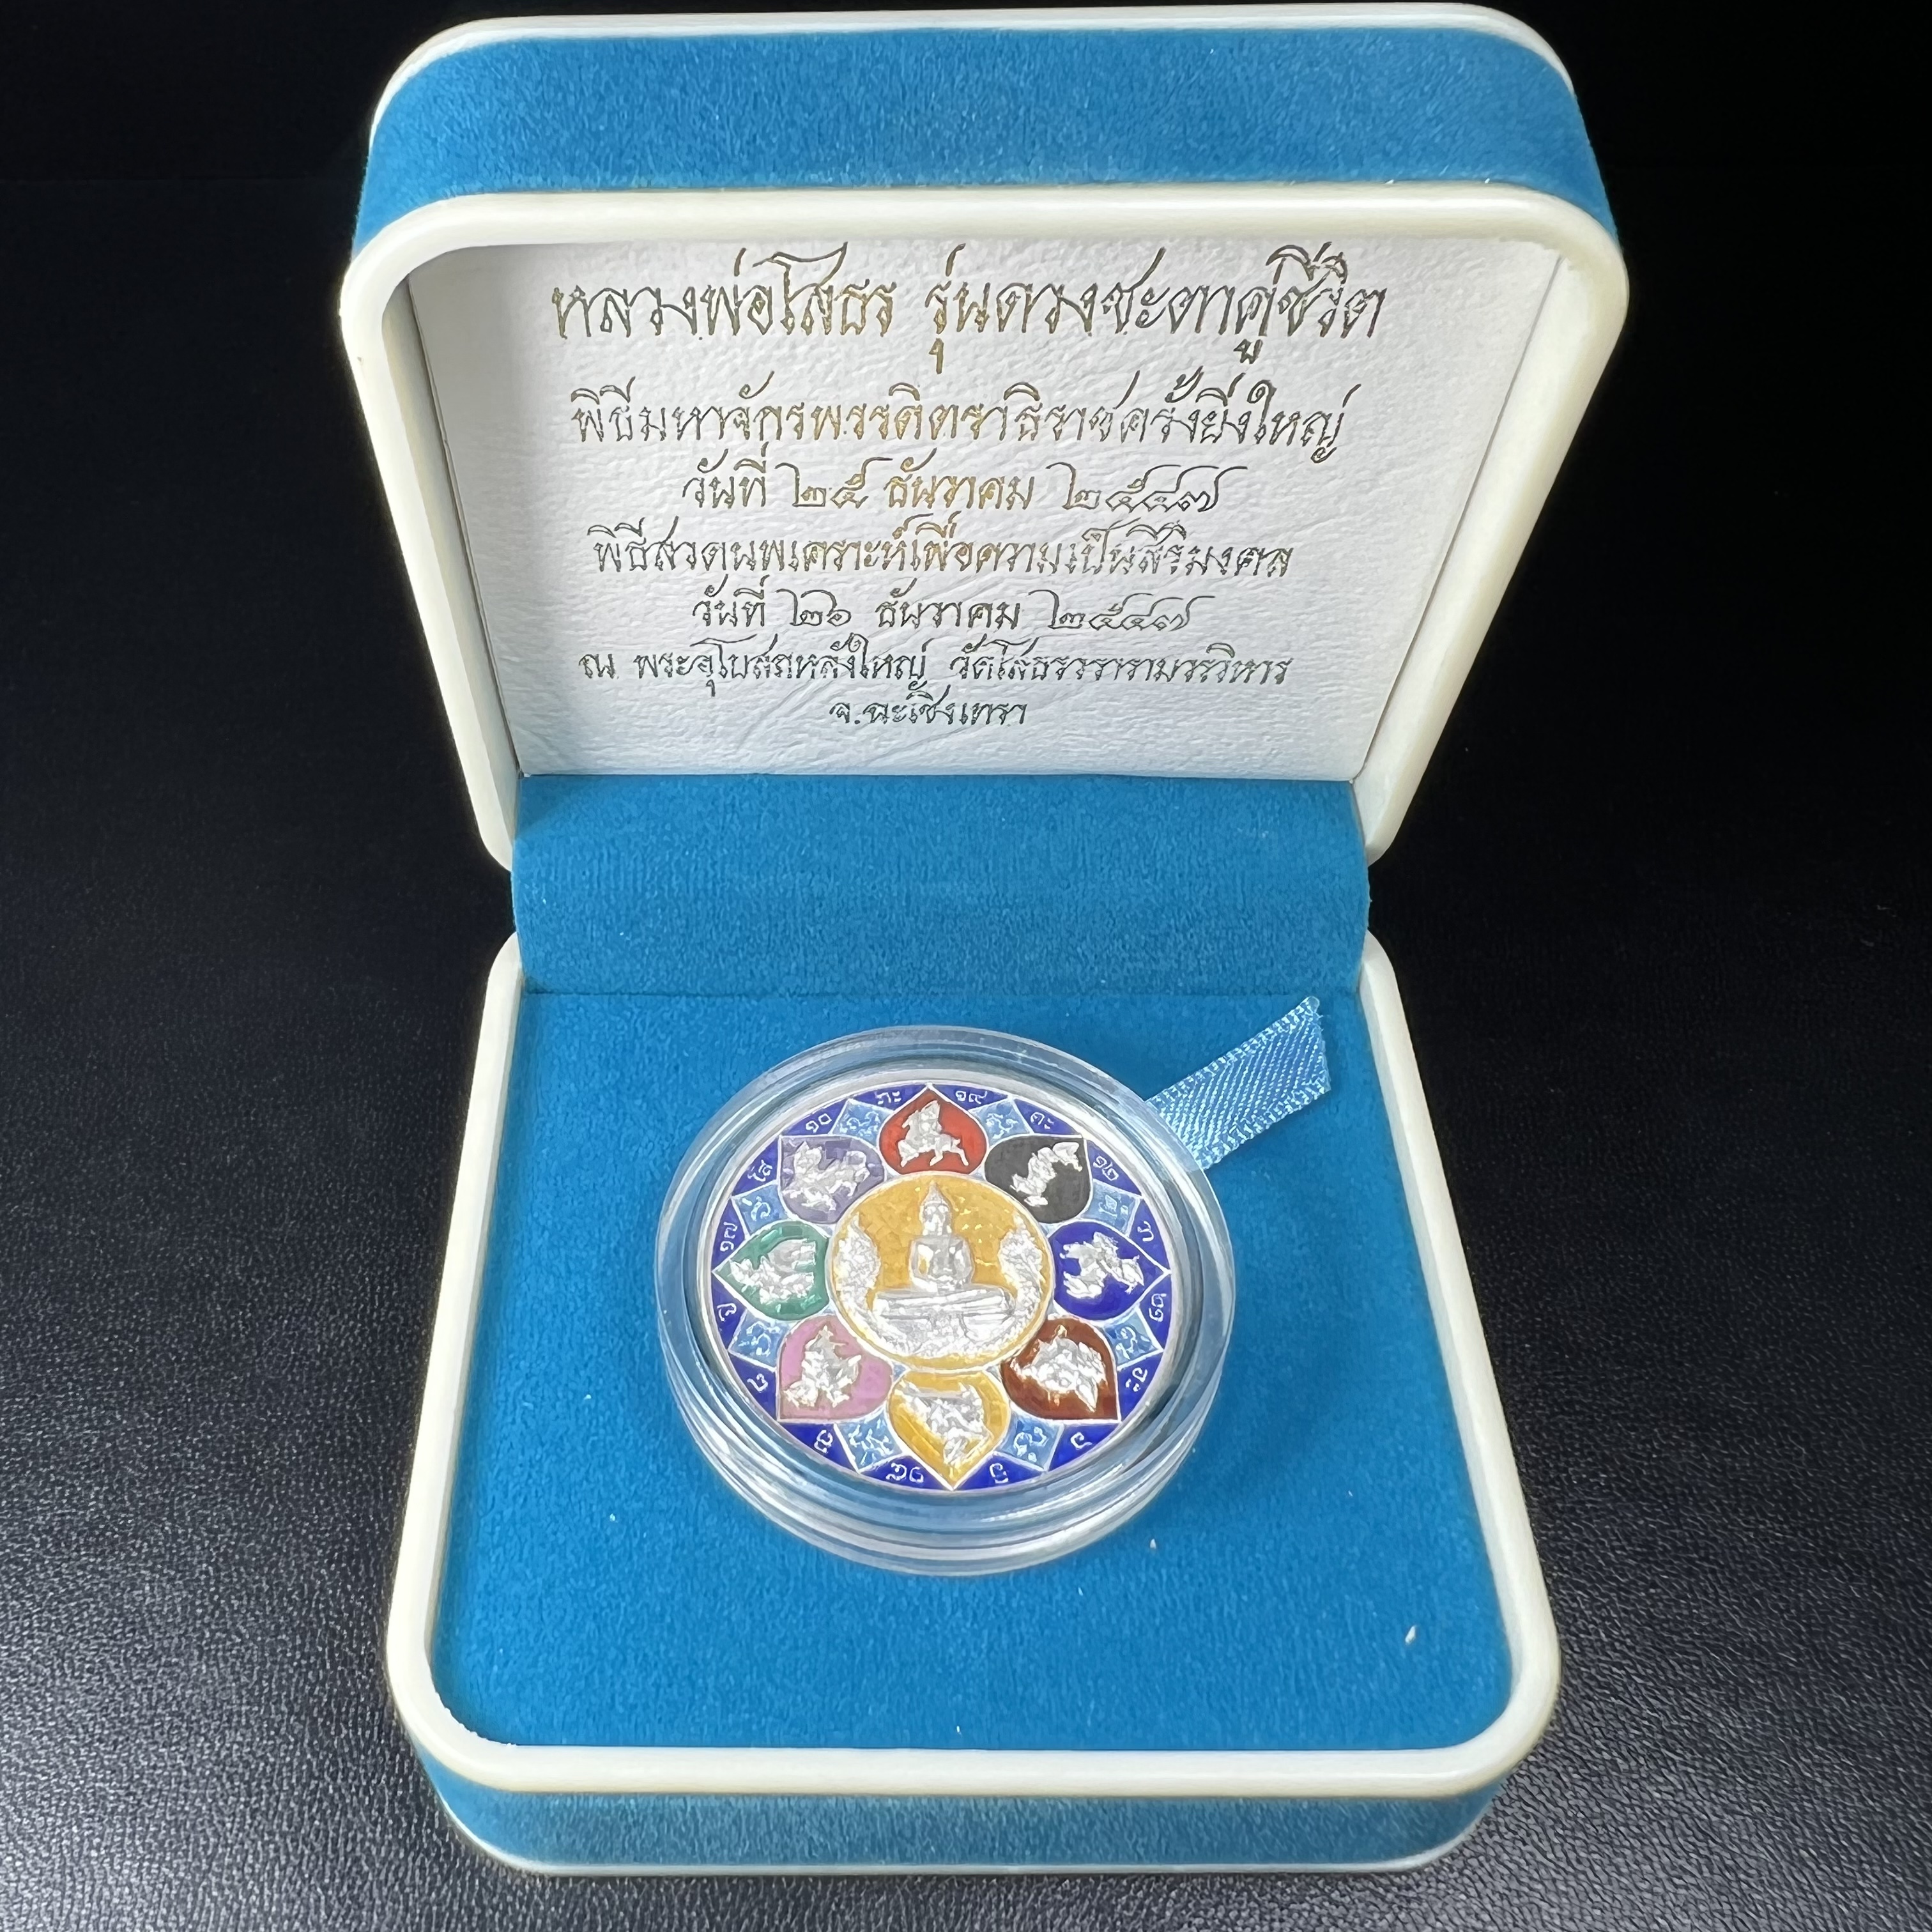 หลวงพ่อโสธร รุ่นดวงชะตาคู่ชีวิต
พิธีมหาจักรพรรดิตราธิราชครั้งยิ่งใหญ่
วันที่ ๒๕ ธันวาคม ๒๕๔๗
พิธีสวดนพเคราะห์เพื่อความเป็นสิริมงคล
วันที่ ๒๖ ธันวาคม ๒๕๔๗
ณ พระอุโบสถหลังใหญ่ วัดโสธรวรารามวรวิหาร
จ.ฉะเชิงเทรา